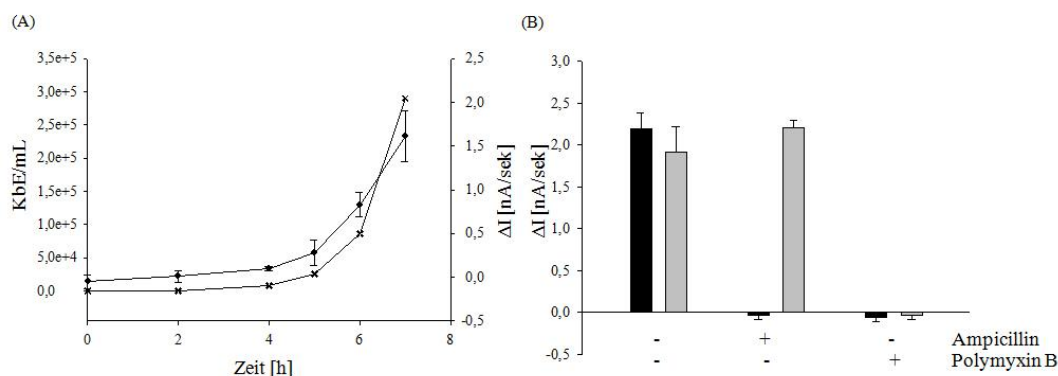 (A)
(B)
3,5e+5
3,0e+5
2,5e+5
2,0e+5
1,5e+5
1,0e+5
5,0e+4
0,0
KbE/mL
0 2 4 6 8
Zeit [h]
2,5
2,0
1,5
1,0
0,5
0,0
-0,5
ΔI [nA/sek]
3,0
2,5
2,0
1,5
1,0
0,5
0,0
-0,5
ΔI [nA/sek]
- + - Ampicillin
- - + Polymyxin B